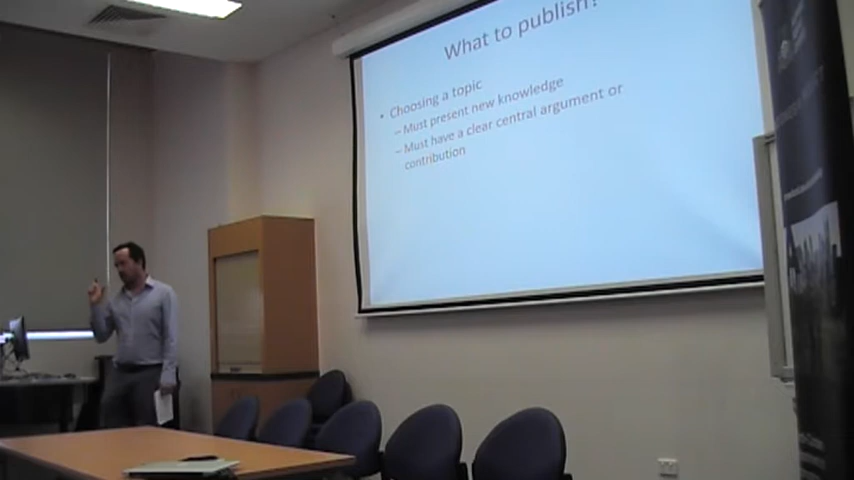 What to publish?
• Choosing a topic
– Must present new knowledge
– Must have a clear central argument or
contribution